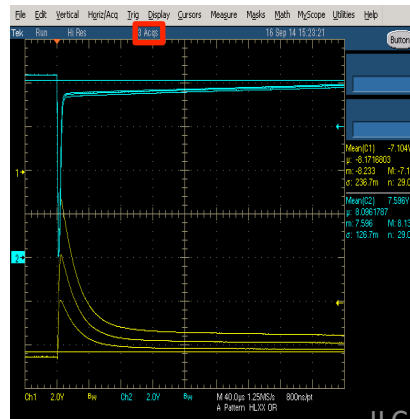 File Edit Vertical Horiz/Acq Trig Display Cursors Measure Masks Math MyScope Utilities Help
Tek Run Hi Res 3 Acqs 16 Sep 14 15:23:21
Button
Mean(C1) -7.104V
µ: -8.1716803
m: -8.233 M: -7.1
σ: 236.7m n: 29.0
Mean(C2) 7.596V
µ: 8.0961787
m: 7.596 M: 8.13
σ: 126.7m n: 29.0
1
2
Ch1 2.0V Bw Ch2 2.0V Bw M 40.0µs 1.25MS/s 800ns/pt
A Pattern HLXX OR